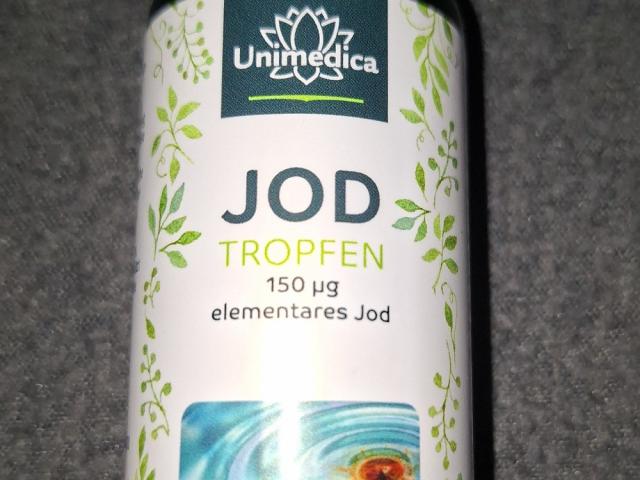 Unimedica
JOD
TROPFEN
150 µg
elementares Jod